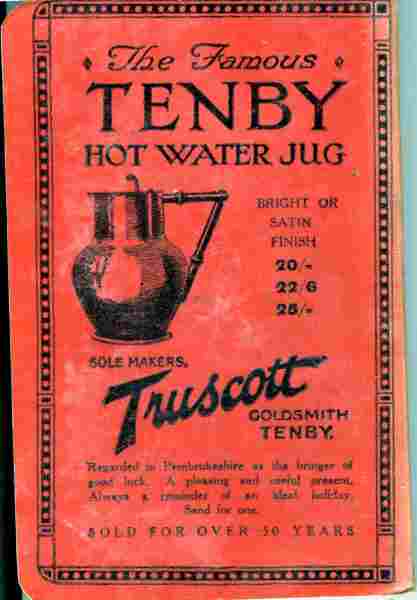 The Famous
TENBY
HOT WATER JUG
BRIGHT OR
SATIN
FINISH
20/=
22/6
25/=
SOLE MAKERS,
Truscott
GOLDSMITH
TENBY.
Regarded in Pembrokeshire as the bringer of
good luck. A pleasing and useful present.
Always a reminder of an ideal holiday.
Send for one.
SOLD FOR OVER 50 YEARS